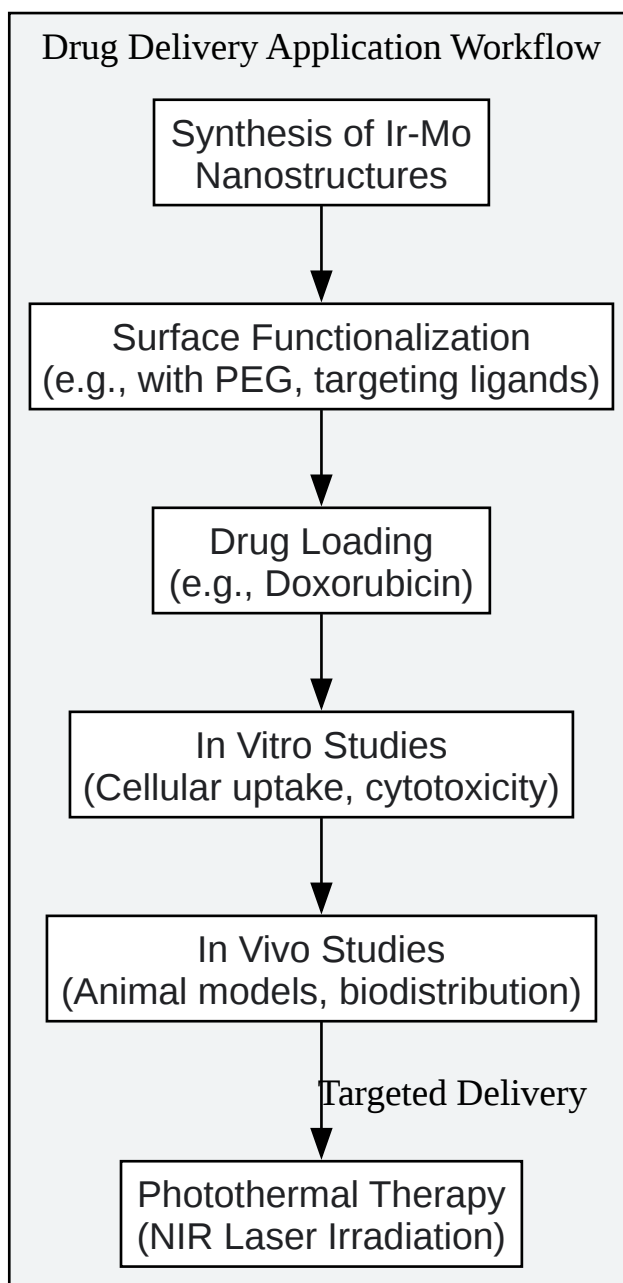 Drug Delivery Application Workflow
Synthesis of Ir-Mo
Nanostructures
Surface Functionalization
(e.g., with PEG, targeting ligands)
Drug Loading
(e.g., Doxorubicin)
In Vitro Studies
(Cellular uptake, cytotoxicity)
In Vivo Studies
(Animal models, biodistribution)
Targeted Delivery
Photothermal Therapy
(NIR Laser Irradiation)